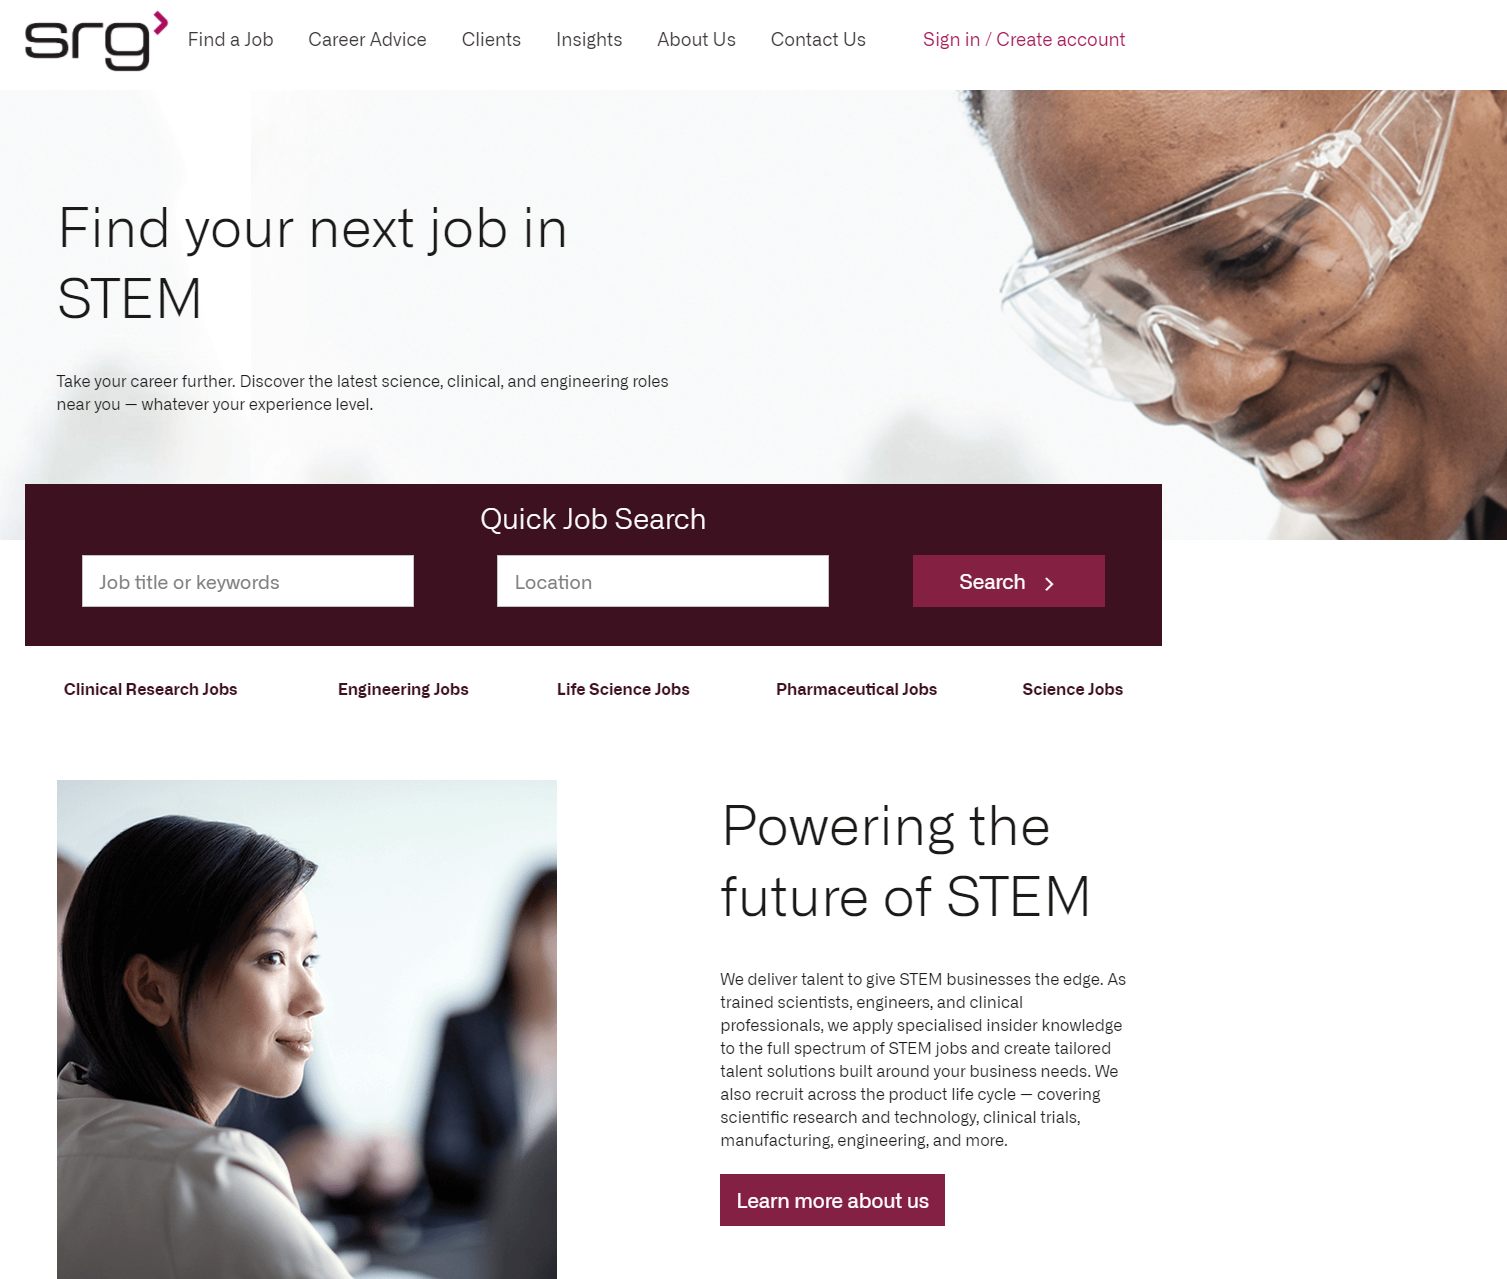 srg
Find a Job
Career Advice
Clients
Insights
About Us
Contact Us
Sign in / Create account
Find your next job in
STEM
Take your career further. Discover the latest science, clinical, and engineering roles
near you — whatever your experience level.
Quick Job Search
Job title or keywords
Location
Search
Clinical Research Jobs
Engineering Jobs
Life Science Jobs
Pharmaceutical Jobs
Science Jobs
Powering the
future of STEM
We deliver talent to give STEM businesses the edge. As
trained scientists, engineers, and clinical
professionals, we apply specialised insider knowledge
to the full spectrum of STEM jobs and create tailored
talent solutions built around your business needs. We
also recruit across the product life cycle — covering
scientific research and technology, clinical trials,
manufacturing, engineering, and more.
Learn more about us